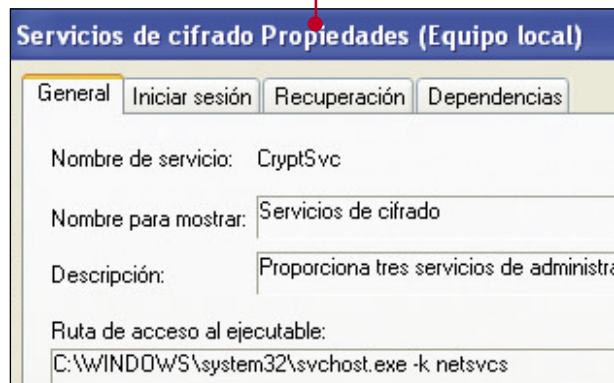 Servicios de cifrado Propiedades (Equipo local)
General Iniciar sesión Recuperación Dependencias
Nombre de servicio: CryptSvc
Nombre para mostrar: Servicios de cifrado
Descripción: Proporciona tres servicios de administra
Ruta de acceso al ejecutable:
C:\WINDOWS\system32\svchost.exe -k netsvcs